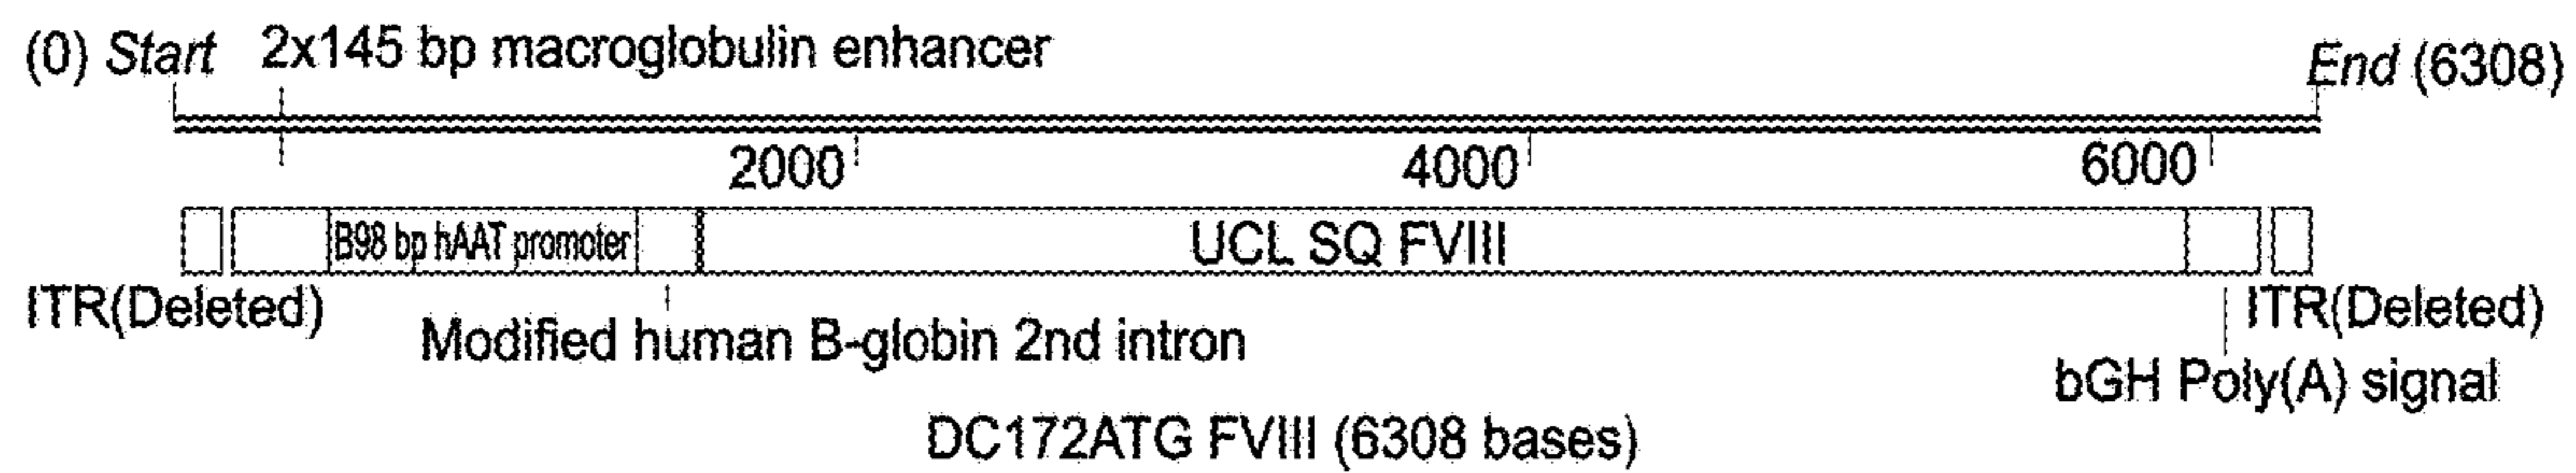 (0) Start 2x145 bp macroglobulin enhancer End (6308)
2000 4000 6000
B98 bp hAAT promoter UCL SQ FVIII
ITR(Deleted) ITR(Deleted)
Modified human B-globin 2nd intron
bGH Poly(A) signal
DC172ATG FVIII (6308 bases)